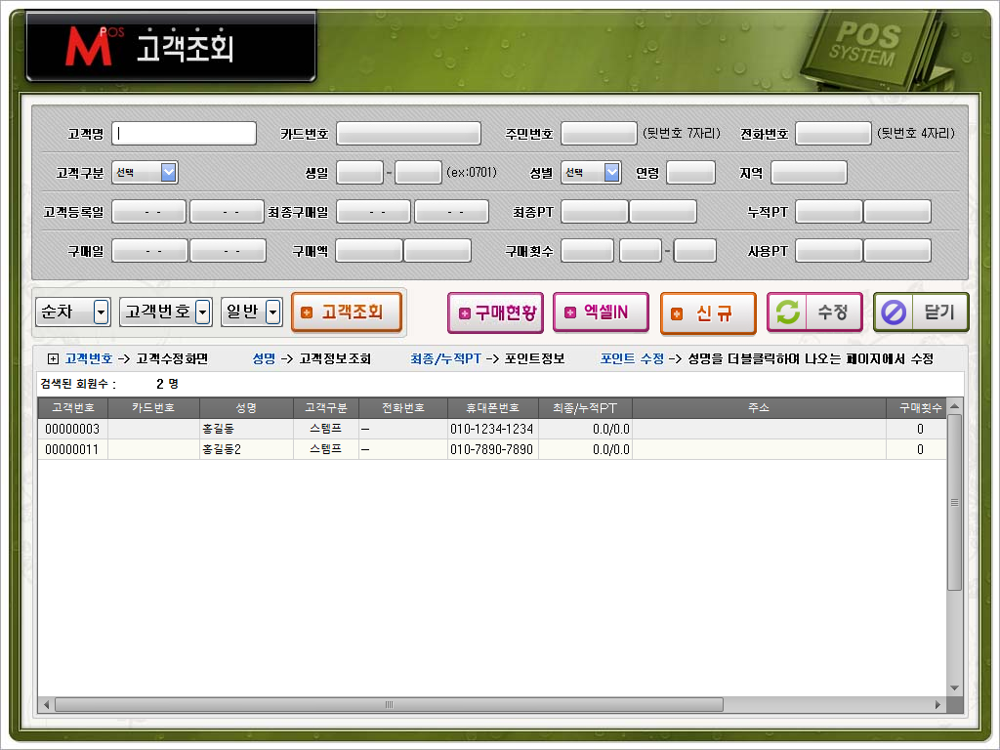 MPOS 고객조회
POS
SYSTEM
고객명 카드번호 주민번호 (뒷번호 7자리) 전화번호 (뒷번호 4자리)
고객구분 선택 생일 - (ex:0701) 성별 선택 연령 지역
고객등록일 - - - - 최종구매일 - - - - 최종PT 누적PT
구매일 - - - - 구매액 구매횟수 - 사용PT
순차 고객번호 일반 고객조회 구매현황 엑셀IN 신 규 수정 닫기
고객번호 -> 고객수정화면 성명 -> 고객정보조회 최종/누적PT -> 포인트정보 포인트 수정 -> 성명을 더블클릭하여 나오는 페이지에서 수정
검색된 회원수 : 2 명
고객번호 카드번호 성명 고객구분 전화번호 휴대폰번호 최종/누적PT 주소 구매횟수
00000003 홍길동 스템프 -- 010-1234-1234 0.0/0.0 0
00000011 홍길동2 스템프 -- 010-7890-7890 0.0/0.0 0